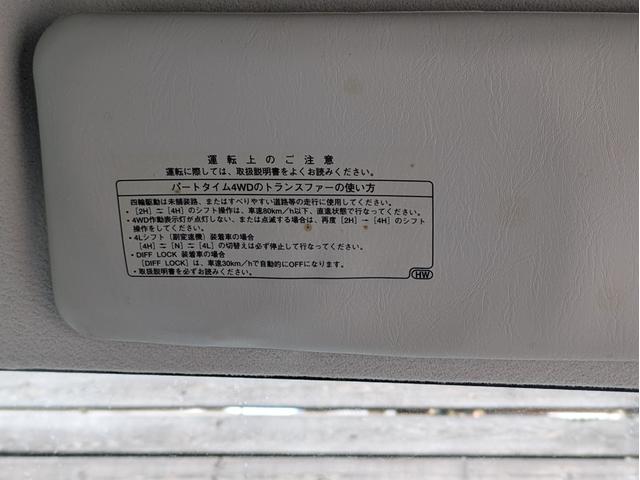 運転上のご注意
運転に際しては、取扱説明書をよくお読みください。
パートタイム4WDのトランスファーの使い方
四輪駆動は未舗装路、またはすべりやすい道路等の走行に使用してください。
・[2H]⇆[4H]のシフト操作は、車速80km/h以下、直進状態で行なってください。
・4WD作動表示灯が点灯しない、または点滅する場合は、再度[2H]→[4H]のシフト
操作をしてください。
・4Lシフト(副変速機)装着車の場合
[4H]⇆[N]⇆[4L]の切替えは必ず停止して行なってください。
・DIFF LOCK 装着車の場合
[DIFF LOCK]は、車速30km/hで自動的にOFFになります。
・取扱説明書を必ずお読みください。
HW